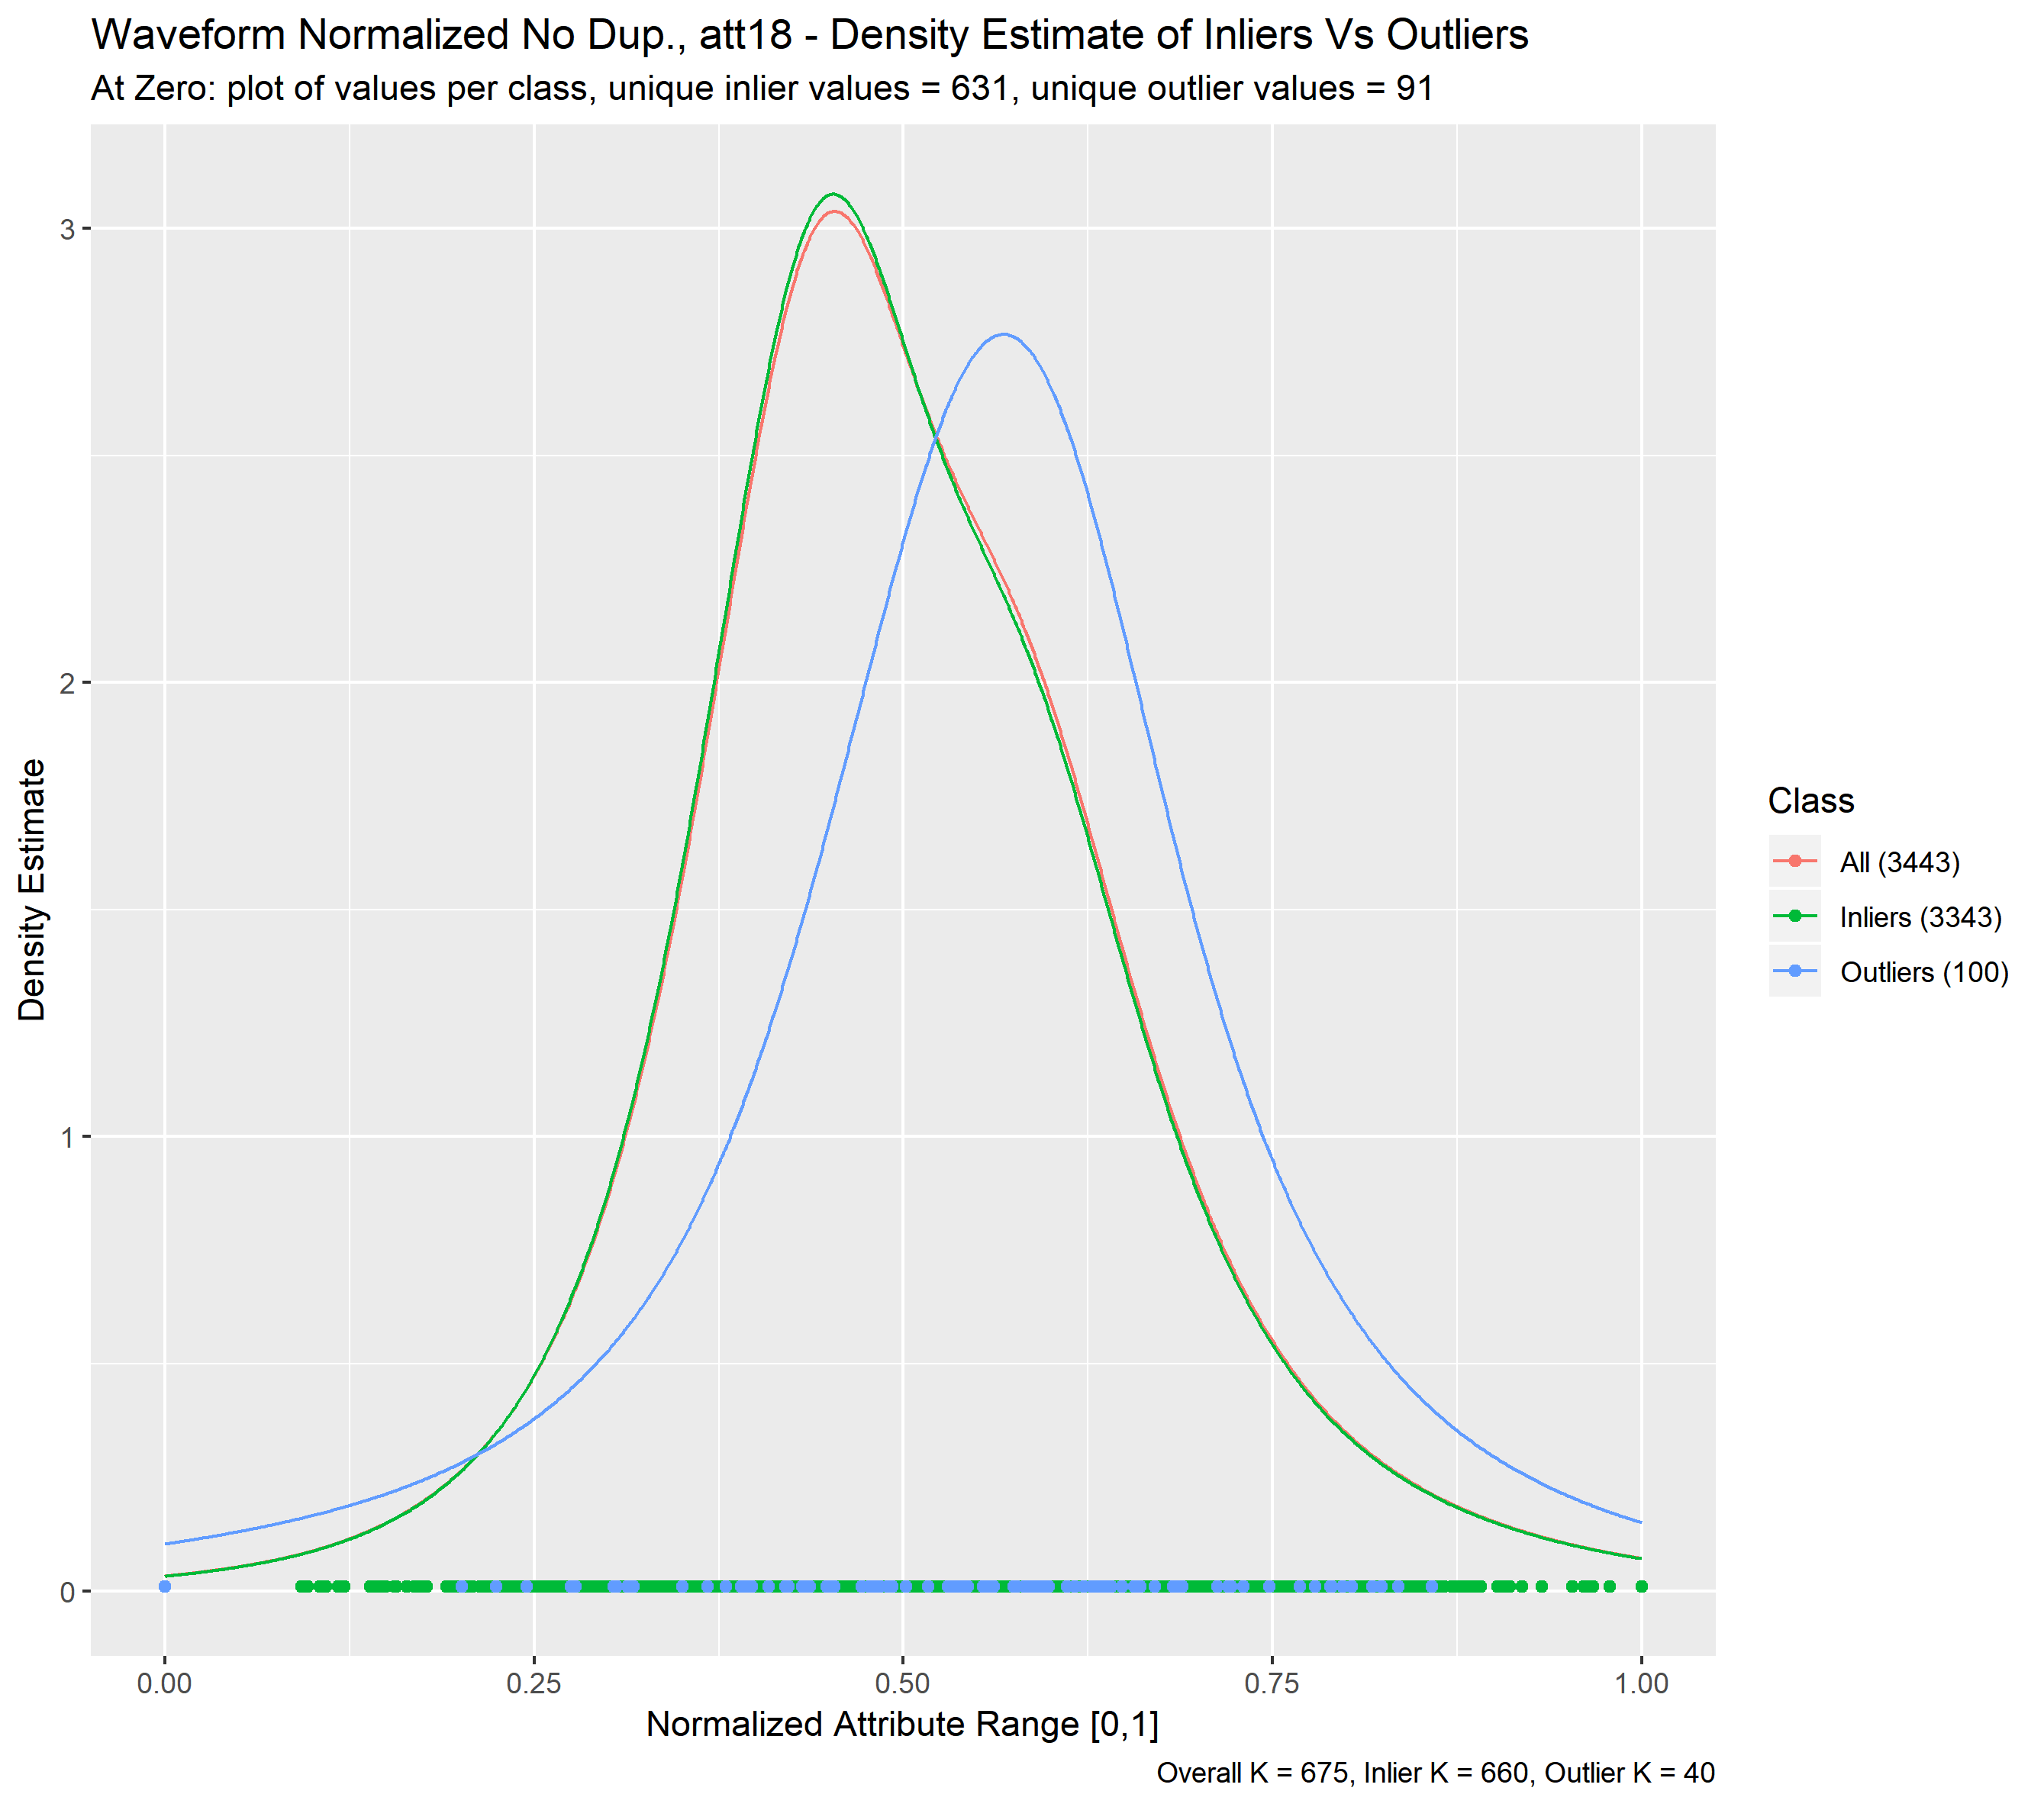 Waveform Normalized No Dup., att18 - Density Estimate of Inliers Vs Outliers
At Zero: plot of values per class, unique inlier values = 631, unique outlier values = 91
3
2
1
0
Density Estimate
0.00 0.25 0.50 0.75 1.00
Normalized Attribute Range [0,1]
Class
All (3443)
Inliers (3343)
Outliers (100)
Overall K = 675, Inlier K = 660, Outlier K = 40